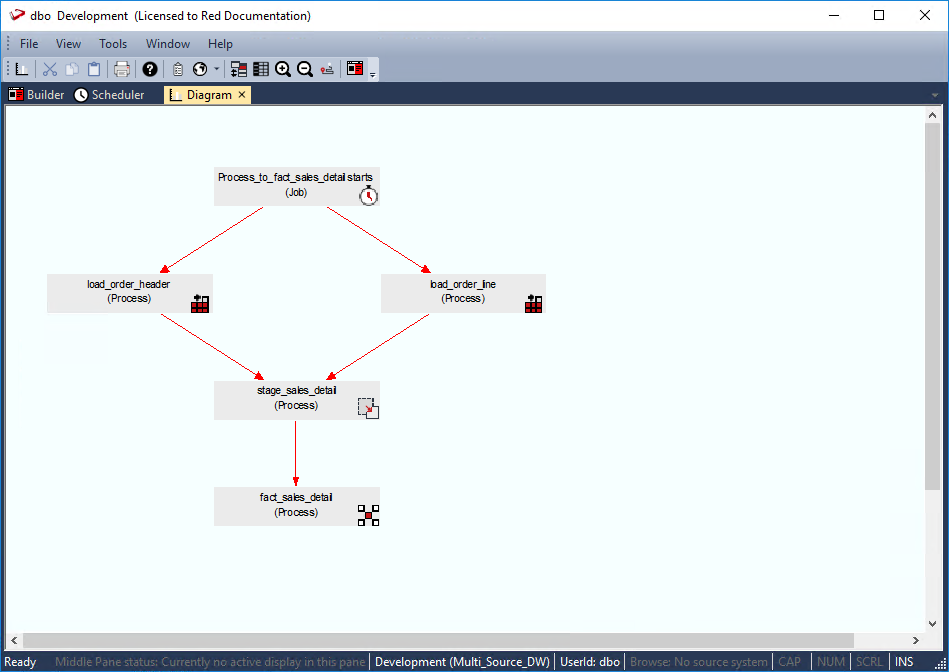 dbo Development (Licensed to Red Documentation)
File View Tools Window Help
Builder Scheduler Diagram
Process_to_fact_sales_detail starts
(Job)
load_order_header
(Process)
load_order_line
(Process)
stage_sales_detail
(Process)
fact_sales_detail
(Process)
Ready Middle Pane status: Currently no active display in this pane Development (Multi_Source_DW) UserId: dbo Browse: No source system CAP NUM SCRL INS